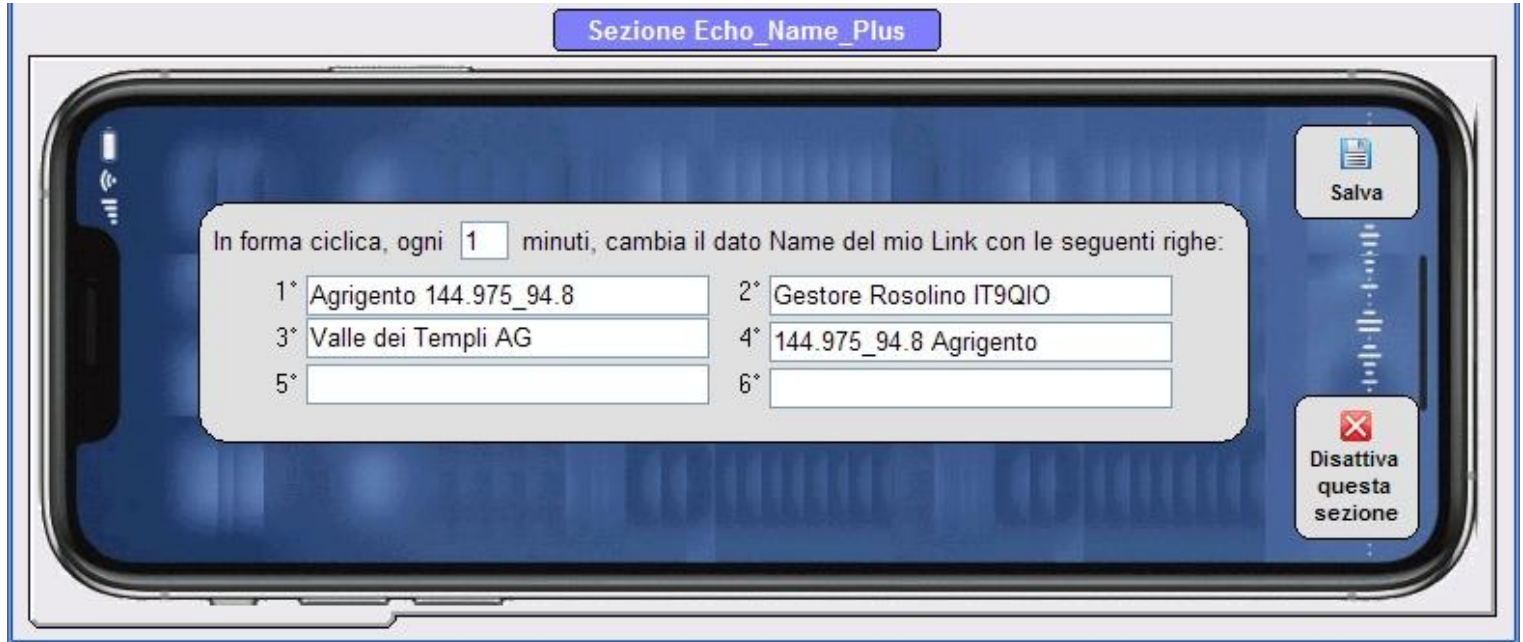 Sezione Echo_Name_Plus
Salva
In forma ciclica, ogni 1 minuti, cambia il dato Name del mio Link con le seguenti righe:
1° Agrigento 144.975_94.8 2° Gestore Rosolino IT9QIO
3° Valle dei Templi AG 4° 144.975_94.8 Agrigento
5° 6°
Disattiva
questa
sezione